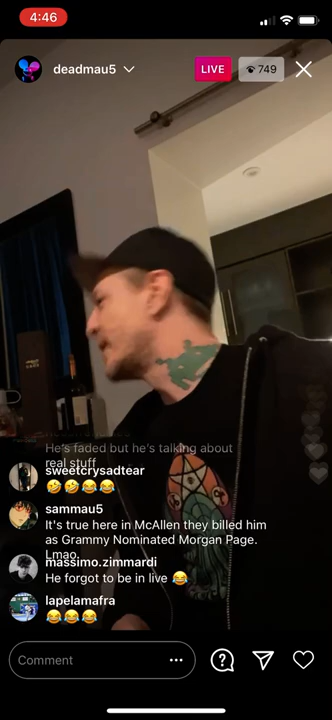 4:46
deadmau5
LIVE
749
He's faded but he's talking about
real stuff
sweetcrysadtear
🤣🤣😂😂
sammau5
It's true here in McAllen they billed him
as Grammy Nominated Morgan Page.
Lmao.
massimo.zimmardi
He forgot to be in live 😂
lapelamafra
😂😂😂
Comment